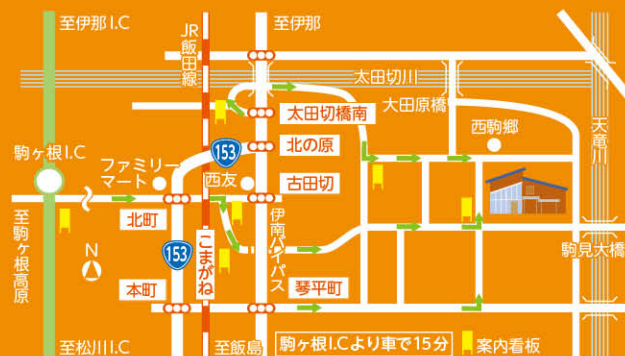 至伊那I.C
JR飯田線
至伊那
太田切川
太田切橋南
大田原橋
西駒郷
天竜川
駒ヶ根I.C
ファミリー
マート
153
北の原
西友
古田切
北町
伊南バイパス
至駒ヶ根高原
N
153
こまがね
駒見大橋
本町
琴平町
至松川I.C
至飯島
駒ヶ根I.Cより車で15分
案内看板